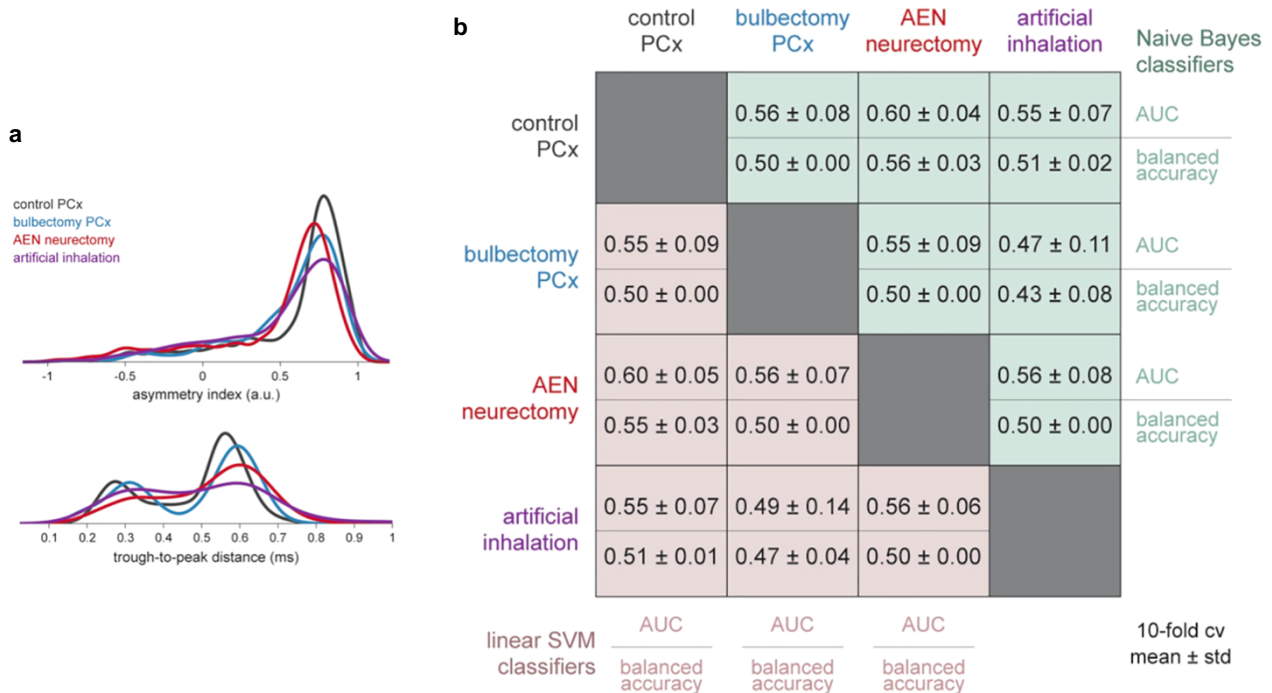 a
control PCx
bulbectomy PCx
AEN neurectomy
artificial inhalation
-1 -0.5 0 0.5 1
asymmetry index (a.u.)
0.1 0.2 0.3 0.4 0.5 0.6 0.7 0.8 0.9 1
trough-to-peak distance (ms)
b
control
PCx
bulbectomy
PCx
AEN
neurectomy
artificial
inhalation
Naive Bayes
classifiers
control
PCx
0.56 ± 0.08 0.60 ± 0.04 0.55 ± 0.07 AUC
0.50 ± 0.00 0.56 ± 0.03 0.51 ± 0.02 balanced
accuracy
bulbectomy
PCx
0.55 ± 0.09 0.55 ± 0.09 0.47 ± 0.11 AUC
0.50 ± 0.00 0.50 ± 0.00 0.43 ± 0.08 balanced
accuracy
AEN
neurectomy
0.60 ± 0.05 0.56 ± 0.07 0.56 ± 0.08 AUC
0.55 ± 0.03 0.50 ± 0.00 0.50 ± 0.00 balanced
accuracy
artificial
inhalation
0.55 ± 0.07 0.49 ± 0.14 0.56 ± 0.06
0.51 ± 0.01 0.47 ± 0.04 0.50 ± 0.00
linear SVM
classifiers
AUC
balanced
accuracy
AUC
balanced
accuracy
AUC
balanced
accuracy
10-fold cv
mean ± std